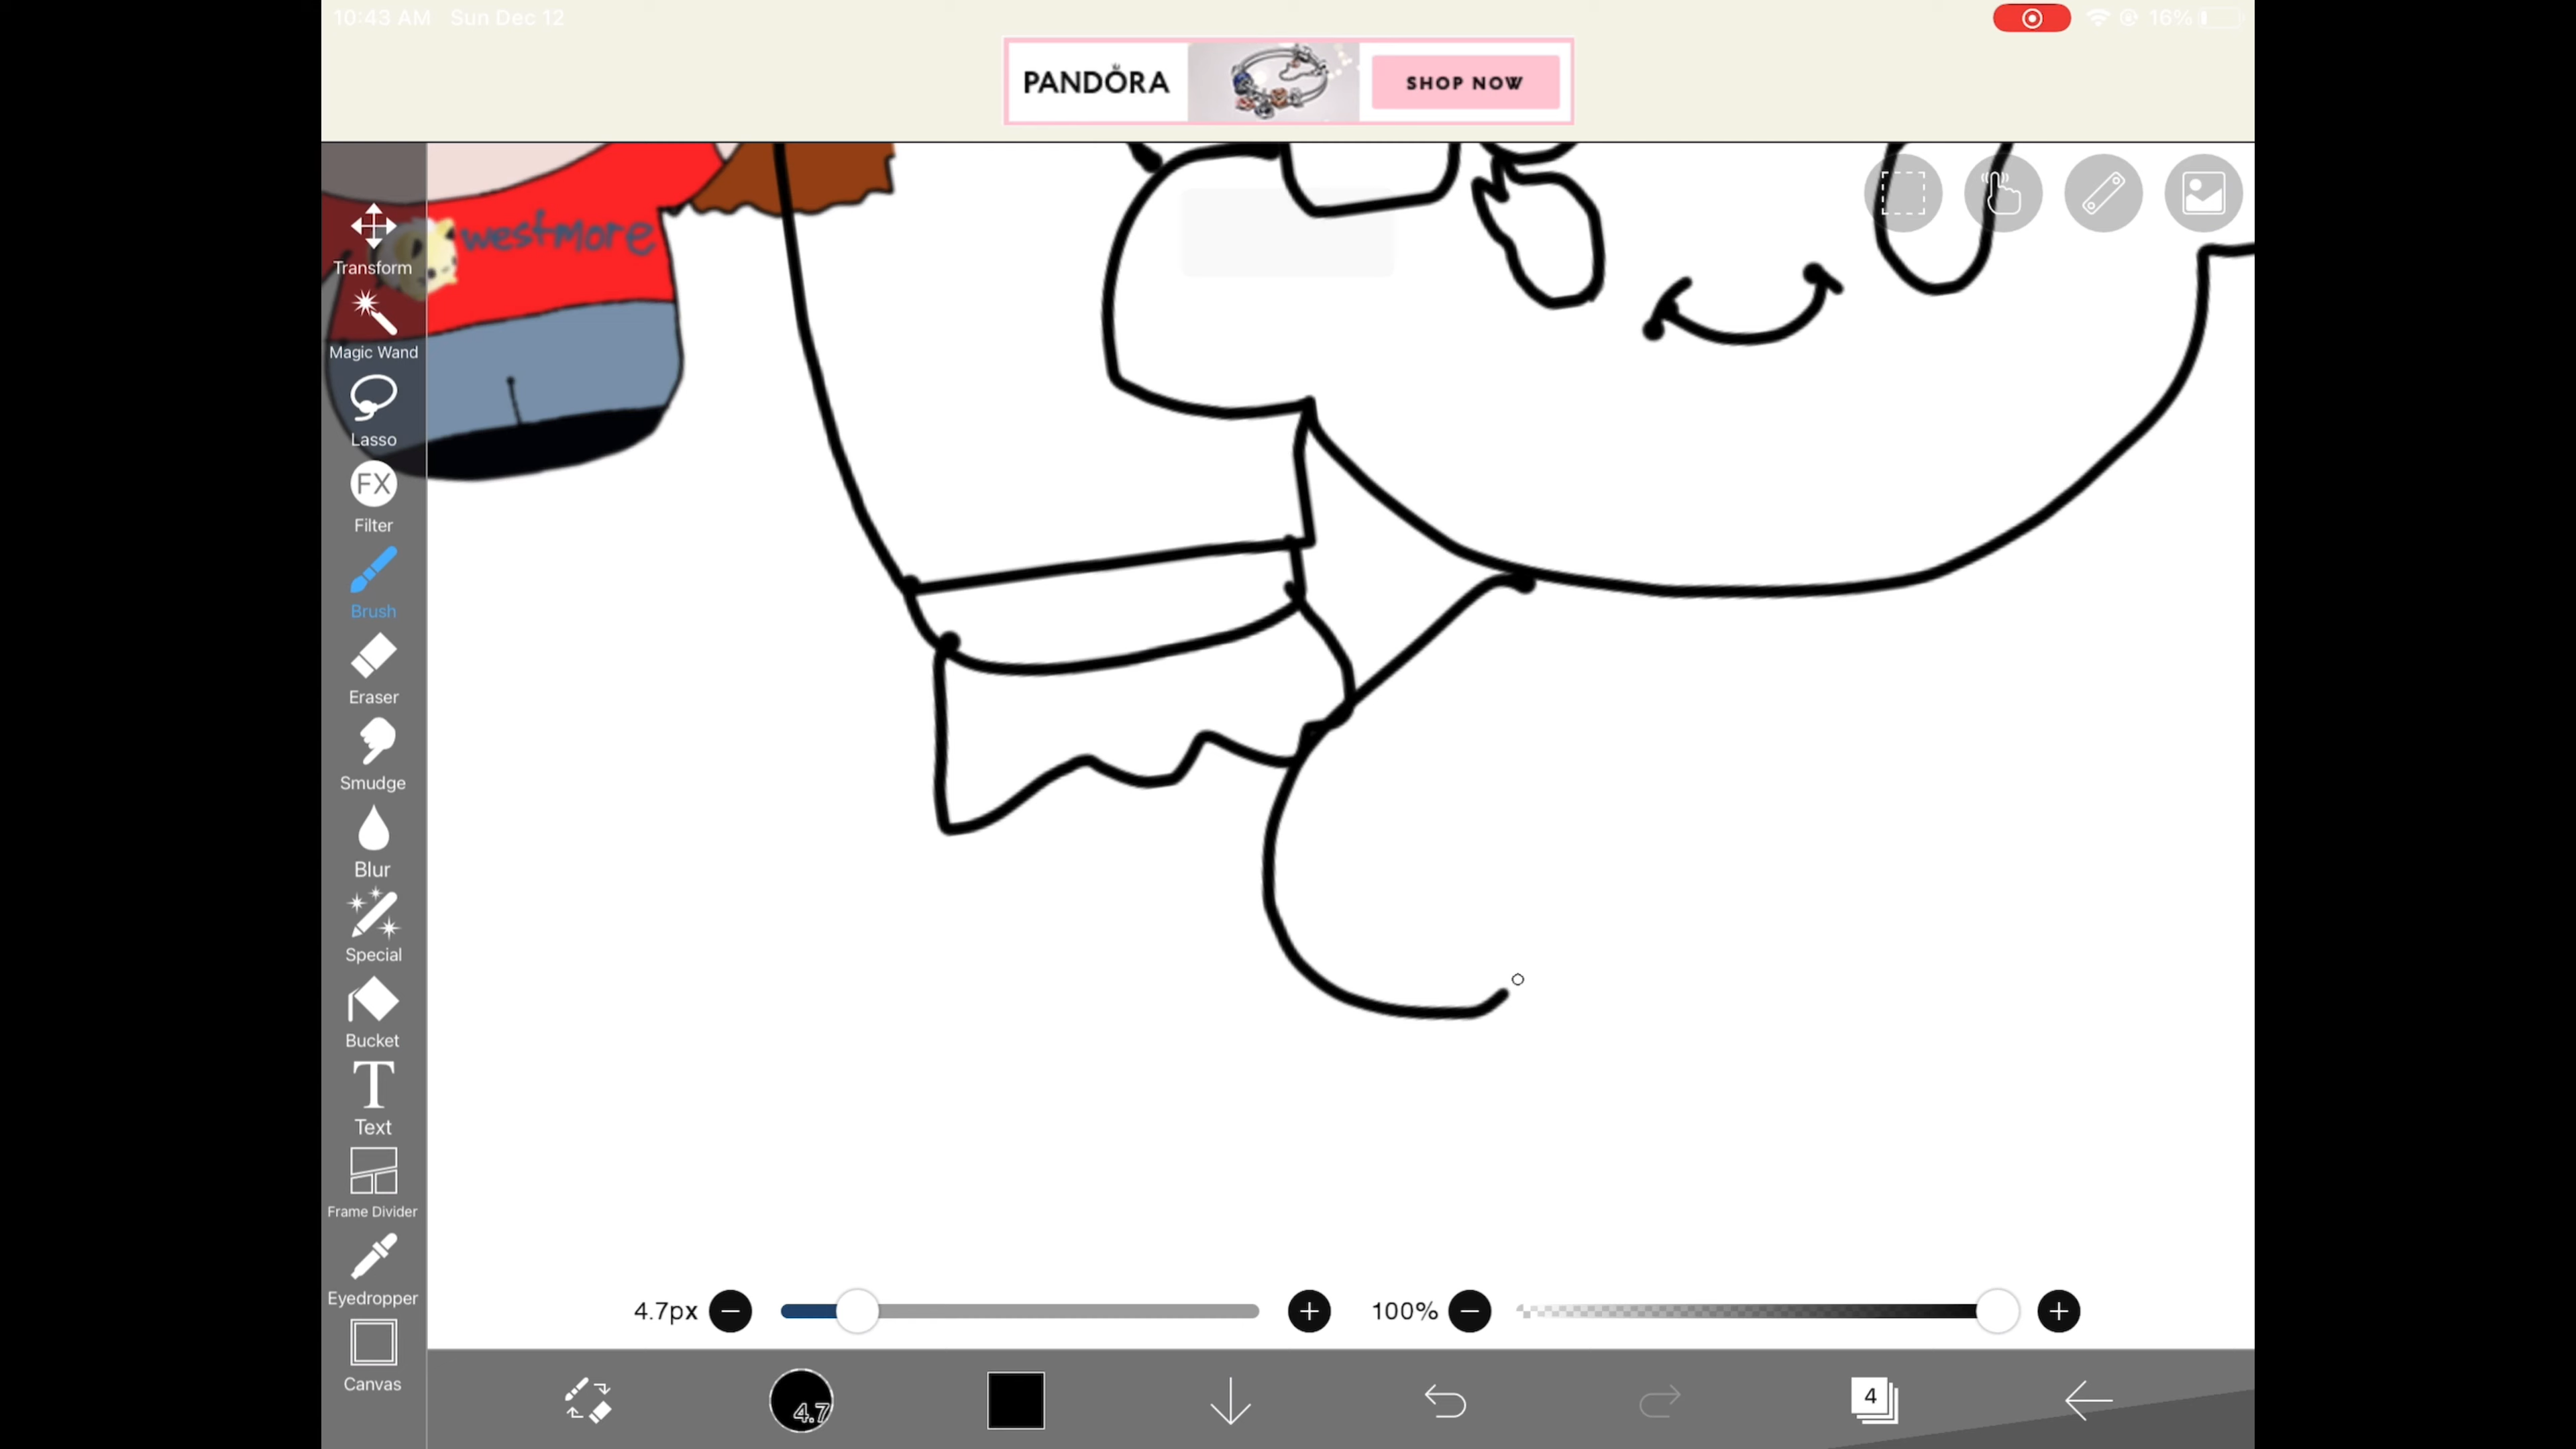 10:43 AM Sun Dec 12
16%
PANDÖRA
SHOP NOW
westmore
Transform
Magic Wand
Lasso
FX
Filter
Brush
Eraser
Smudge
Blur
Special
Bucket
T
Text
Frame Divider
Eyedropper
Canvas
4.7px
100%
4.7
4